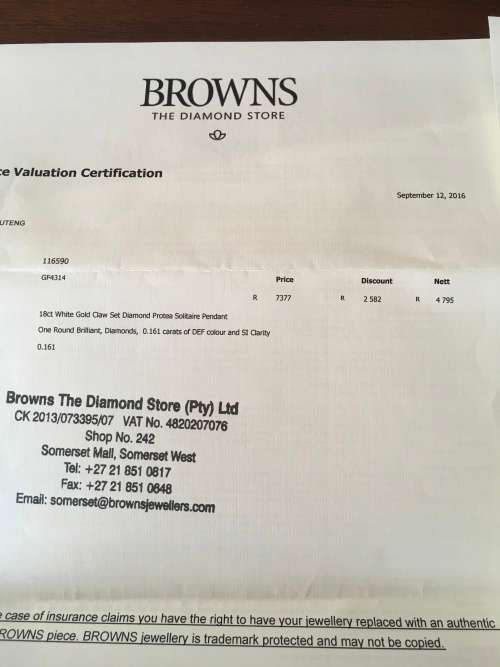 BROWNS
THE DIAMOND STORE
ce Valuation Certification
September 12, 2016
UTENG
116590
GF4314
Price Discount Nett
R 7377 R 2 582 R 4 795
18ct White Gold Claw Set Diamond Protea Solitaire Pendant
One Round Brilliant, Diamonds, 0.161 carats of DEF colour and SI Clarity
0.161
Browns The Diamond Store (Pty) Ltd
CK 2013/073395/07 VAT No. 4820207076
Shop No. 242
Somerset Mall, Somerset West
Tel: +27 21 851 0817
Fax: +27 21 851 0648
Email: somerset@brownsjewellers.com
e case of insurance claims you have the right to have your jewellery replaced with an authentic
ROWNS piece. BROWNS jewellery is trademark protected and may not be copied.